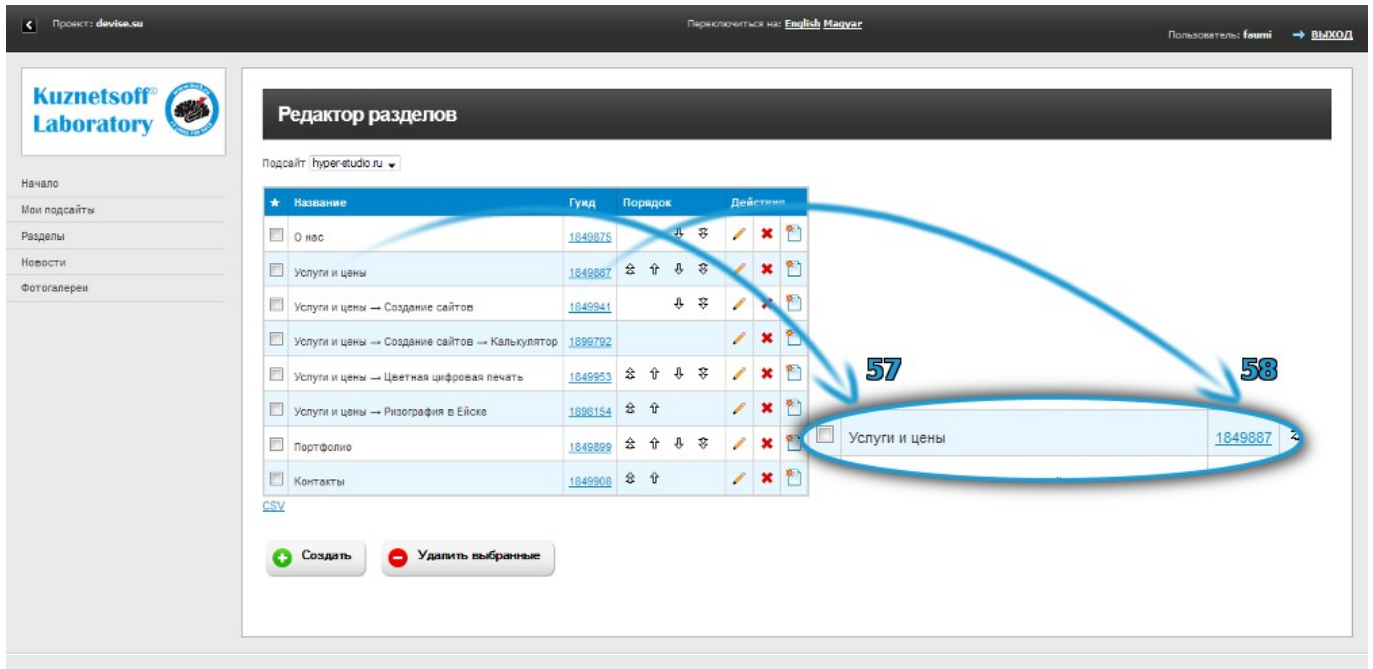 Проект: devise.su
Переключиться на: English Magyar
Пользователь: faumi → ВЫХОД
Kuznetsoff®
Laboratory
Редактор разделов
Подсайт hyper-studio.ru
Начало
Мои подсайты
Разделы
Новости
Фотогалереи
★ Название Гуид Порядок Действия
О нас 1849875
Услуги и цены 1849887
Услуги и цены → Создание сайтов 1849941
Услуги и цены → Создание сайтов → Калькулятор 1899792
Услуги и цены → Цветная цифровая печать 1849953
Услуги и цены → Ризография в Ейске 1898154
Портфолио 1849899
Контакты 1849908
CSV
57
58
Услуги и цены 1849887
Создать
Удалить выбранные